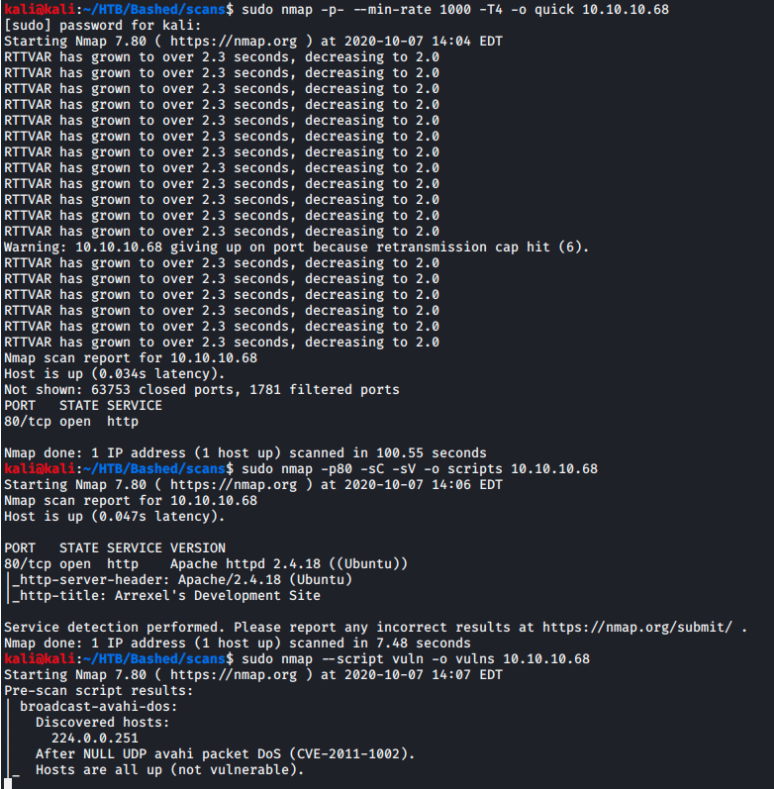 kali@kali:~/HTB/Bashed/scans$ sudo nmap -p- --min-rate 1000 -T4 -o quick 10.10.10.68
[sudo] password for kali:
Starting Nmap 7.80 ( https://nmap.org ) at 2020-10-07 14:04 EDT
RTTVAR has grown to over 2.3 seconds, decreasing to 2.0
RTTVAR has grown to over 2.3 seconds, decreasing to 2.0
RTTVAR has grown to over 2.3 seconds, decreasing to 2.0
RTTVAR has grown to over 2.3 seconds, decreasing to 2.0
RTTVAR has grown to over 2.3 seconds, decreasing to 2.0
RTTVAR has grown to over 2.3 seconds, decreasing to 2.0
RTTVAR has grown to over 2.3 seconds, decreasing to 2.0
RTTVAR has grown to over 2.3 seconds, decreasing to 2.0
RTTVAR has grown to over 2.3 seconds, decreasing to 2.0
RTTVAR has grown to over 2.3 seconds, decreasing to 2.0
RTTVAR has grown to over 2.3 seconds, decreasing to 2.0
RTTVAR has grown to over 2.3 seconds, decreasing to 2.0
Warning: 10.10.10.68 giving up on port because retransmission cap hit (6).
RTTVAR has grown to over 2.3 seconds, decreasing to 2.0
RTTVAR has grown to over 2.3 seconds, decreasing to 2.0
RTTVAR has grown to over 2.3 seconds, decreasing to 2.0
RTTVAR has grown to over 2.3 seconds, decreasing to 2.0
RTTVAR has grown to over 2.3 seconds, decreasing to 2.0
RTTVAR has grown to over 2.3 seconds, decreasing to 2.0
Nmap scan report for 10.10.10.68
Host is up (0.034s latency).
Not shown: 63753 closed ports, 1781 filtered ports
PORT   STATE SERVICE
80/tcp open  http

Nmap done: 1 IP address (1 host up) scanned in 100.55 seconds
kali@kali:~/HTB/Bashed/scans$ sudo nmap -p80 -sC -sV -o scripts 10.10.10.68
Starting Nmap 7.80 ( https://nmap.org ) at 2020-10-07 14:06 EDT
Nmap scan report for 10.10.10.68
Host is up (0.047s latency).

PORT   STATE SERVICE VERSION
80/tcp open  http    Apache httpd 2.4.18 ((Ubuntu))
|_http-server-header: Apache/2.4.18 (Ubuntu)
|_http-title: Arrexel's Development Site

Service detection performed. Please report any incorrect results at https://nmap.org/submit/ .
Nmap done: 1 IP address (1 host up) scanned in 7.48 seconds
kali@kali:~/HTB/Bashed/scans$ sudo nmap --script vuln -o vulns 10.10.10.68
Starting Nmap 7.80 ( https://nmap.org ) at 2020-10-07 14:07 EDT
Pre-scan script results:
| broadcast-avahi-dos:
|   Discovered hosts:
|     224.0.0.251
|   After NULL UDP avahi packet DoS (CVE-2011-1002).
|_  Hosts are all up (not vulnerable).